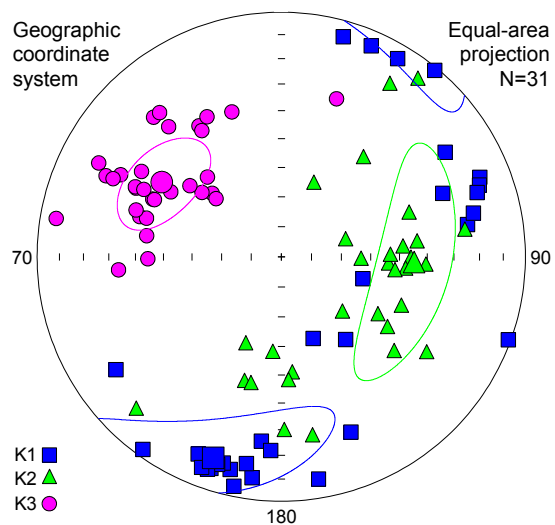 Geographic
coordinate
system
Equal-area
projection
N=31
70
90
180
K1
K2
K3